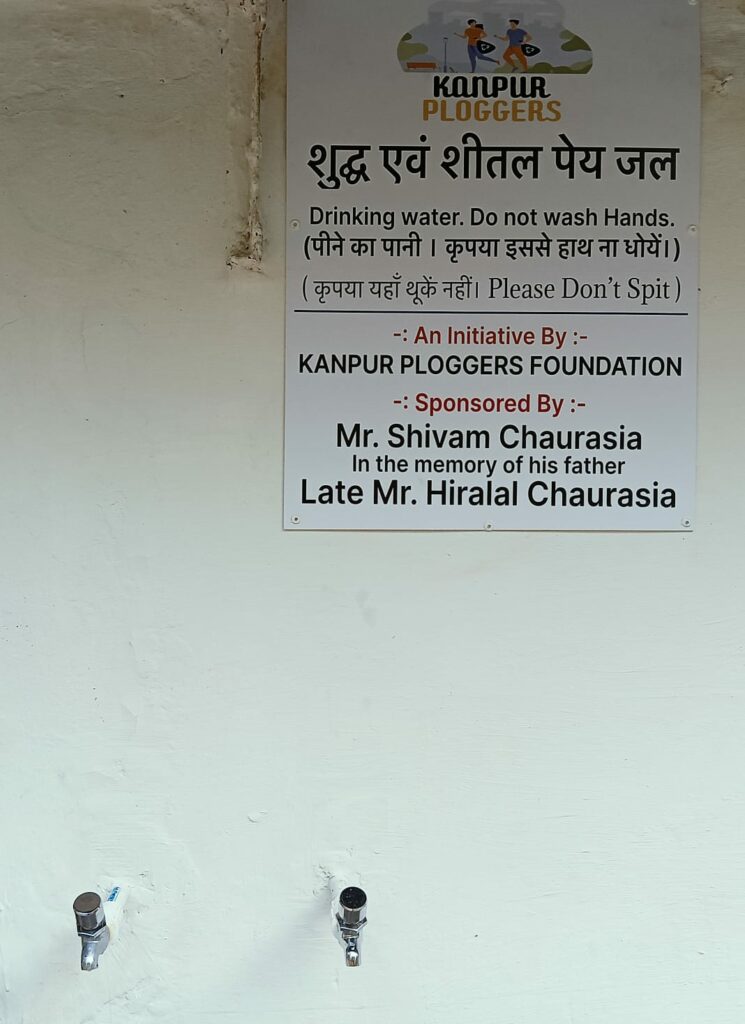 KANPUR
PLOGGERS
शुद्ध एवं शीतल पेय जल
Drinking water. Do not wash Hands.
(पीने का पानी । कृपया इससे हाथ ना धोयें।)
( कृपया यहाँ थूकें नहीं। Please Don't Spit )
-: An Initiative By :-
KANPUR PLOGGERS FOUNDATION
-: Sponsored By :-
Mr. Shivam Chaurasia
In the memory of his father
Late Mr. Hiralal Chaurasia